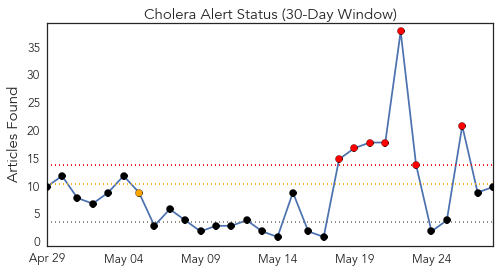 Cholera Alert Status (30-Day Window)
Articles Found
35
30
25
20
15
10
5
0
Apr 29 May 04 May 09 May 14 May 19 May 24